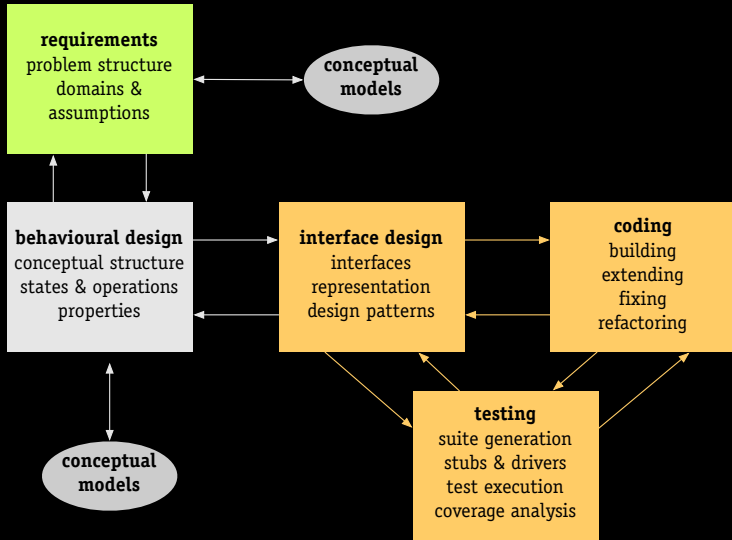 requirements
problem structure
domains &
assumptions
conceptual
models
behavioural design
conceptual structure
states & operations
properties
interface design
interfaces
representation
design patterns
coding
building
extending
fixing
refactoring
testing
suite generation
stubs & drivers
test execution
coverage analysis
conceptual
models